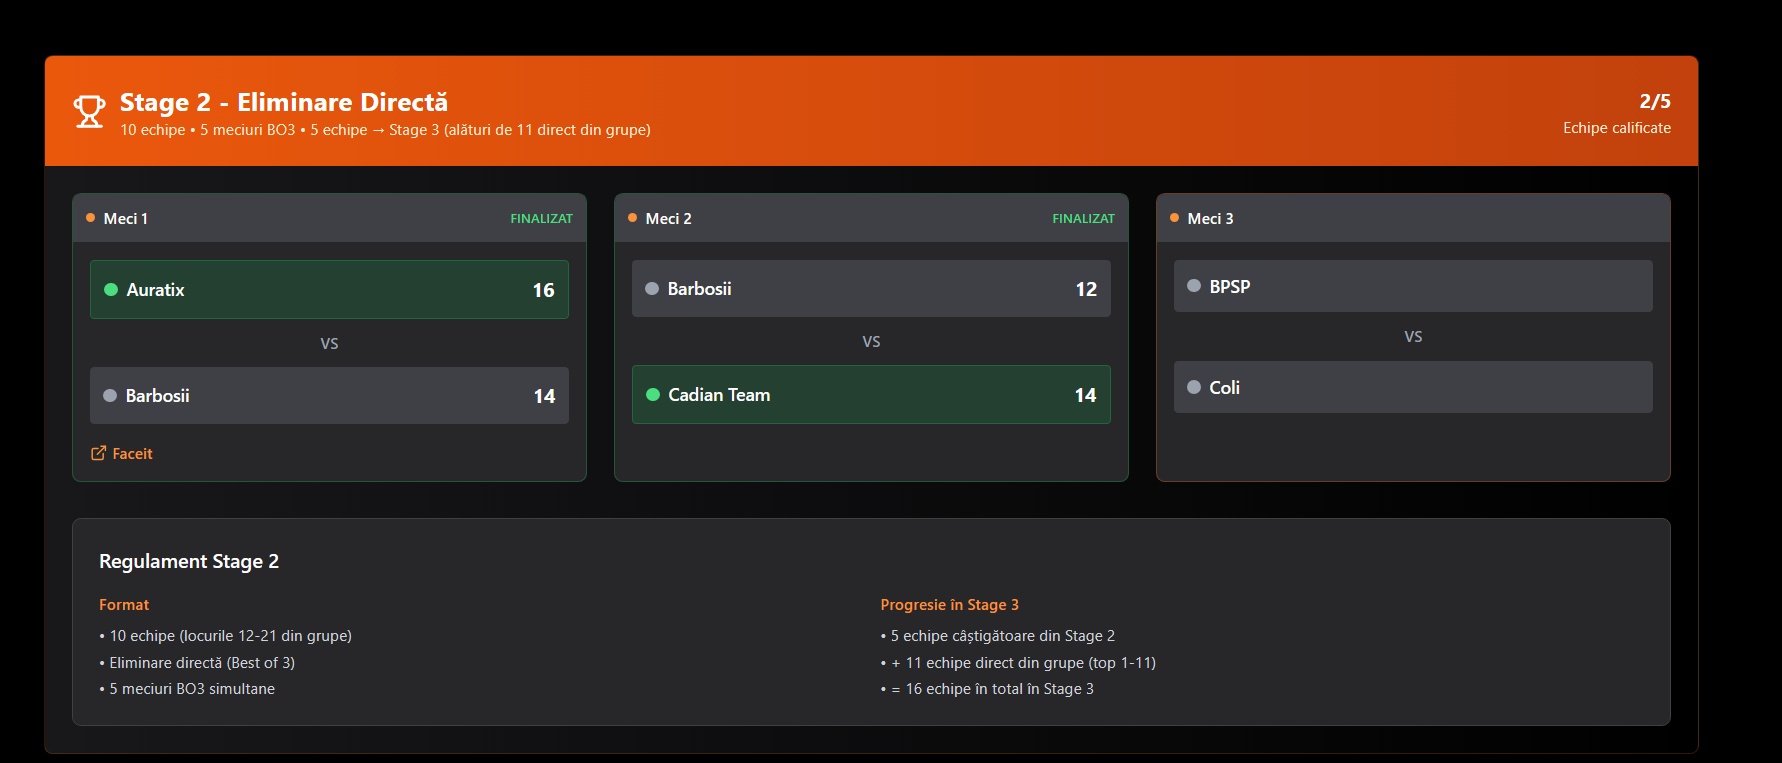 Stage 2 - Eliminare Directă
10 echipe • 5 meciuri BO3 • 5 echipe → Stage 3 (alături de 11 direct din grupe)
2/5
Echipe calificate
Meci 1
FINALIZAT
Auratix 16
VS
Barbosii 14
Faceit
Meci 2
FINALIZAT
Barbosii 12
VS
Cadian Team 14
Meci 3
BPSP
VS
Coli
Regulament Stage 2
Format
• 10 echipe (locurile 12-21 din grupe)
• Eliminare directă (Best of 3)
• 5 meciuri BO3 simultane
Progresie în Stage 3
• 5 echipe câștigătoare din Stage 2
• + 11 echipe direct din grupe (top 1-11)
• = 16 echipe în total în Stage 3